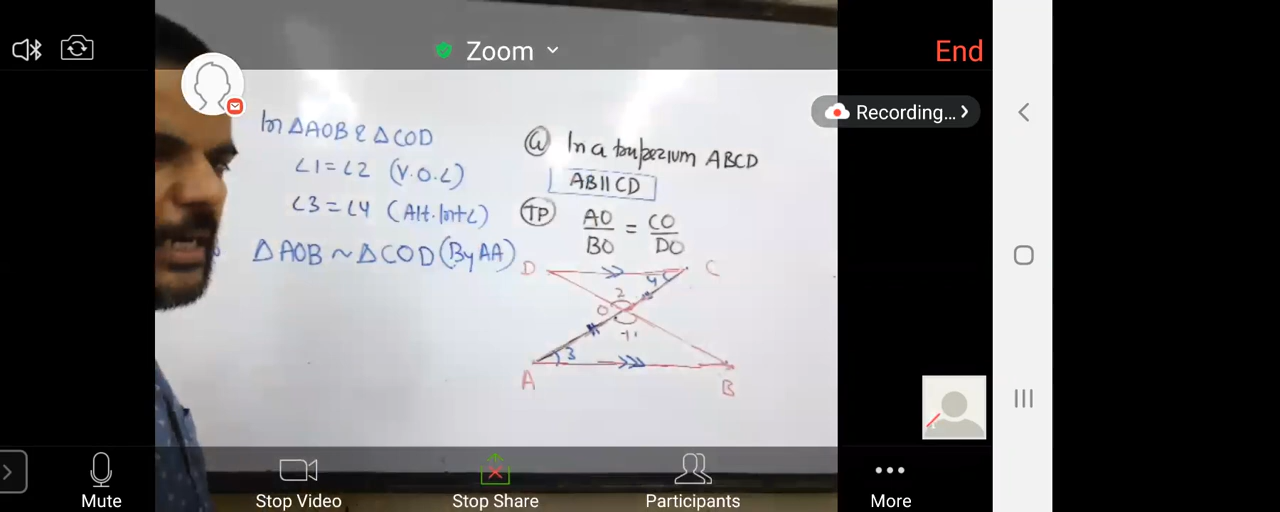 Zoom
End
Recording...
In ΔAOB & ΔCOD
∠1 = ∠2 (V.O.∠)
∠3 = ∠4 (Alt. Int ∠)
ΔAOB ~ ΔCOD (By AA)
Q In a trapezium ABCD
AB || CD
TP AO/BO = CO/DO
D C
4
2
O
1
3
A B
Mute
Stop Video
Stop Share
Participants
More